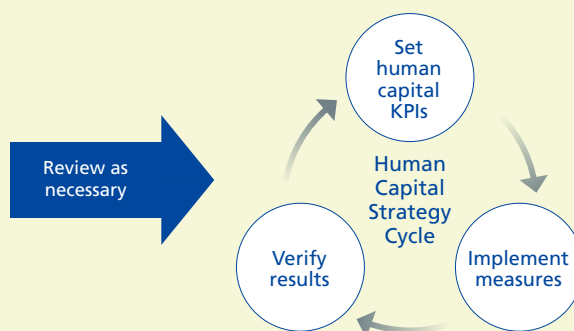 Set
human
capital
KPIs
Review as
necessary
Human
Capital
Strategy
Cycle
Verify
results
Implement
measures